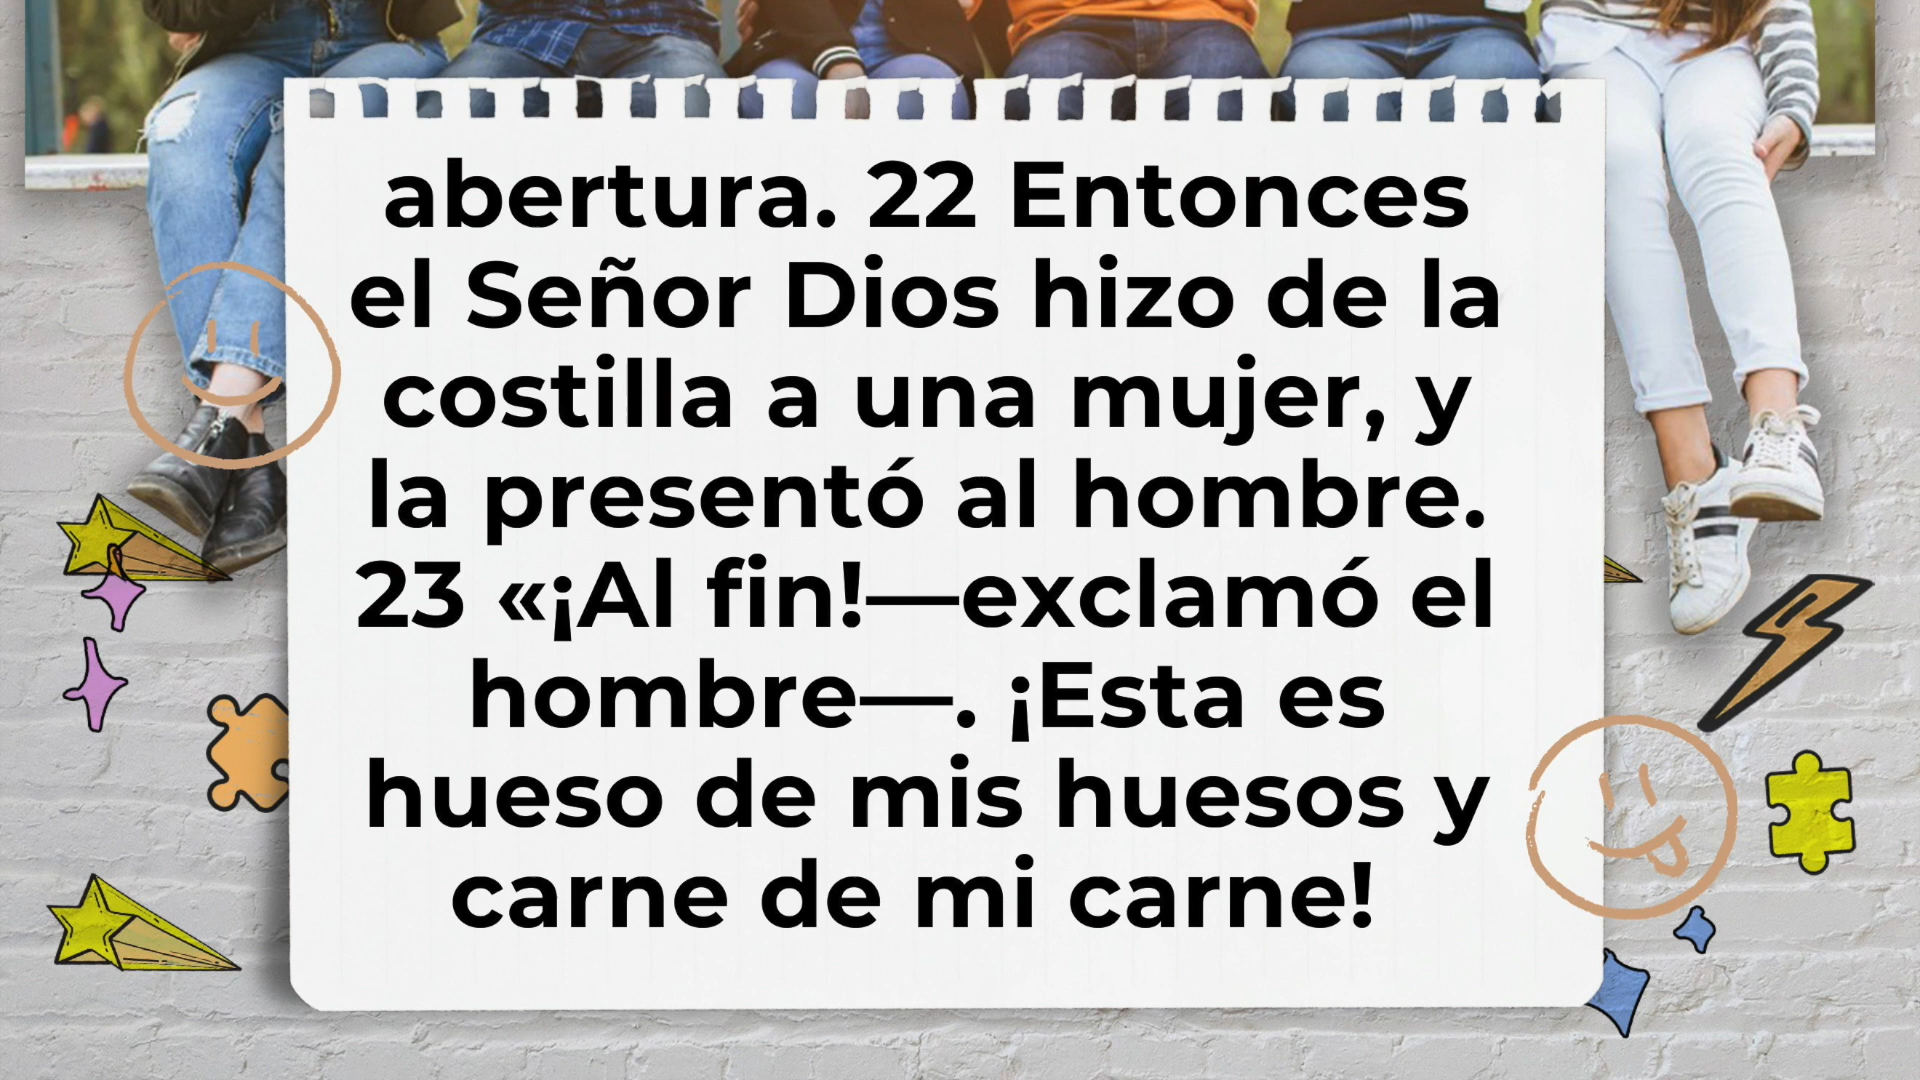 abertura. 22 Entonces
el Señor Dios hizo de la
costilla a una mujer, y
la presentó al hombre.
23 «¡Al fin!—exclamó el
hombre—. ¡Esta es
hueso de mis huesos y
carne de mi carne!